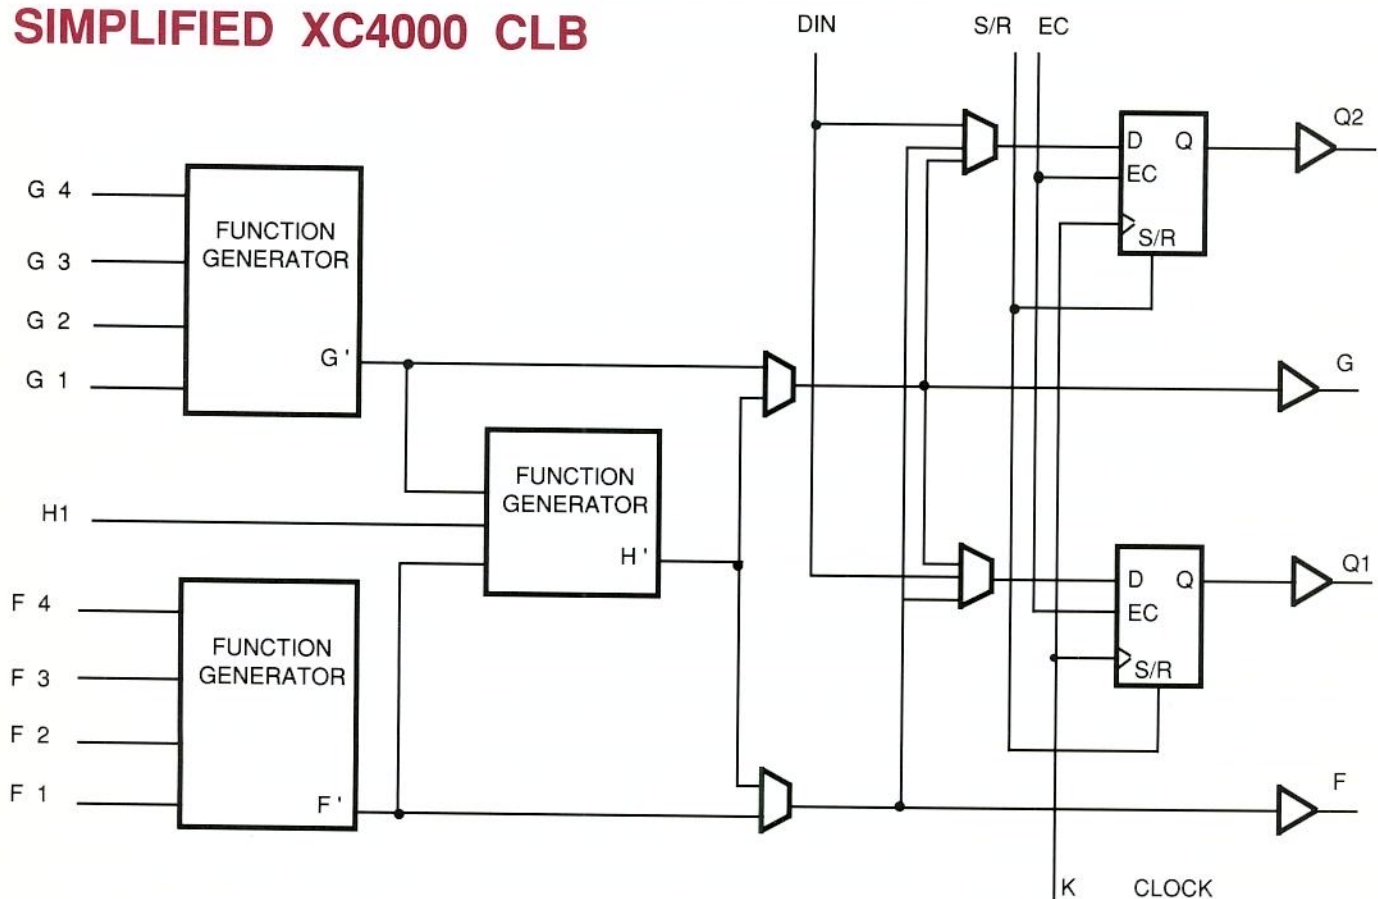 SIMPLIFIED XC4000 CLB
DIN
S/R
EC
Q2
D
Q
EC
S/R
G 4
G 3
G 2
G 1
FUNCTION
GENERATOR
G'
G
FUNCTION
GENERATOR
H1
H'
Q1
D
Q
EC
S/R
F 4
F 3
F 2
F 1
FUNCTION
GENERATOR
F'
F
K
CLOCK